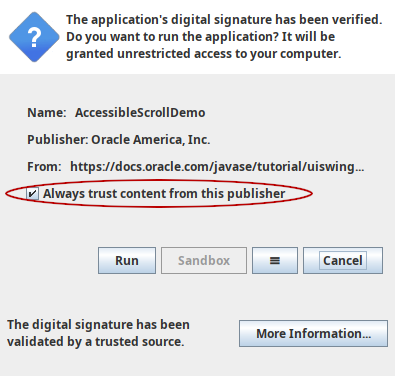 The application's digital signature has been verified.
Do you want to run the application? It will be
granted unrestricted access to your computer.
Name: AccessibleScrollDemo
Publisher: Oracle America, Inc.
From: https://docs.oracle.com/javase/tutorial/uiswing...
Always trust content from this publisher
Run Sandbox ≡ Cancel
The digital signature has been
validated by a trusted source.
More Information...